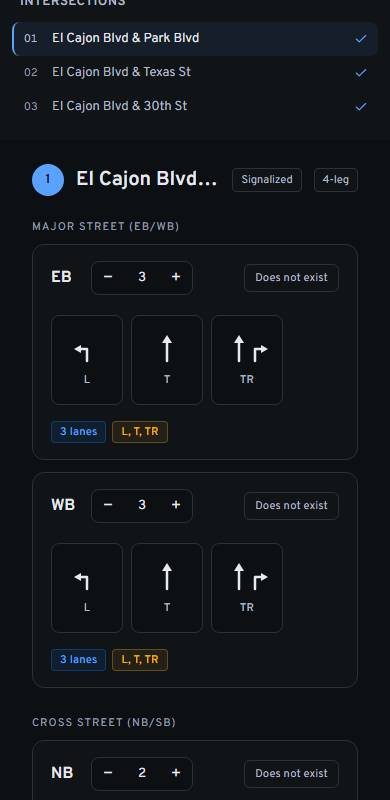 INTERSECTIONS
01 El Cajon Blvd & Park Blvd
02 El Cajon Blvd & Texas St
03 El Cajon Blvd & 30th St
1 El Cajon Blvd... Signalized 4-leg
MAJOR STREET (EB/WB)
EB − 3 + Does not exist
L T TR
3 lanes L, T, TR
WB − 3 + Does not exist
L T TR
3 lanes L, T, TR
CROSS STREET (NB/SB)
NB − 2 + Does not exist